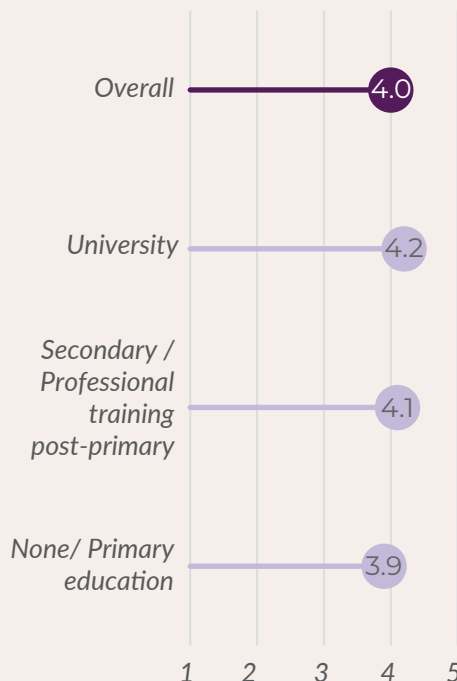 Overall
4.0
University
4.2
Secondary /
Professional
training
post-primary
4.1
None/ Primary
education
3.9
1 2 3 4 5